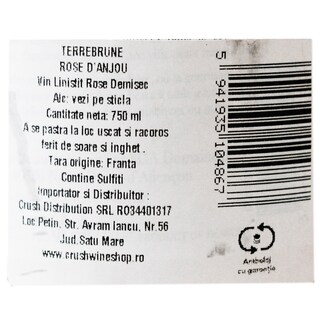 TERREBRUNE
ROSE D'ANJOU
Vin Linistit Rose Demisec
Alc: vezi pe sticla
Cantitate neta: 750 ml
A se pastra la loc uscat si racoros
ferit de soare si inghet .
Tara origine: Franta
Contine Sulfiti
Importator si Distribuitor :
Crush Distribution SRL RO34401317
Loc Petin, Str. Avram Iancu, Nr.56
Jud.Satu Mare
www.crushwineshop.ro
5 941935 104867
Ambalaj
cu garanție